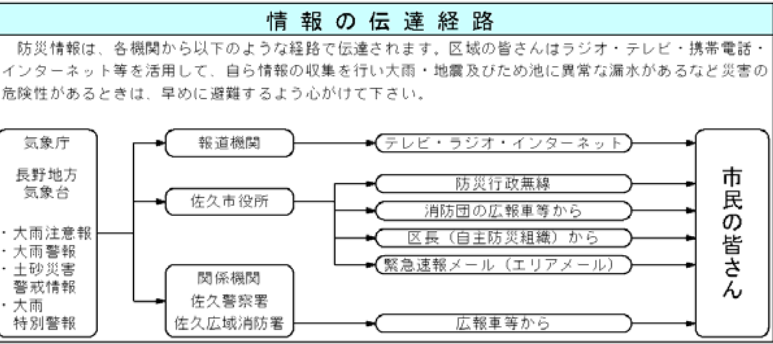 情報の伝達経路
防災情報は、各機関から以下のような経路で伝達されます。区域の皆さんはラジオ・テレビ・携帯電話・
インターネット等を活用して、自ら情報の収集を行い大雨・地震及びため池に異常な漏水があるなど災害の
危険性があるときは、早めに避難するよう心がけて下さい。
気象庁
長野地方
気象台
・大雨注意報
・大雨警報
・土砂災害
警戒情報
・大雨
特別警報
報道機関
佐久市役所
関係機関
佐久警察署
佐久広域消防署
テレビ・ラジオ・インターネット
防災行政無線
消防団の広報車等から
区長（自主防災組織）から
緊急速報メール（エリアメール）
広報車等から
市民の皆さん